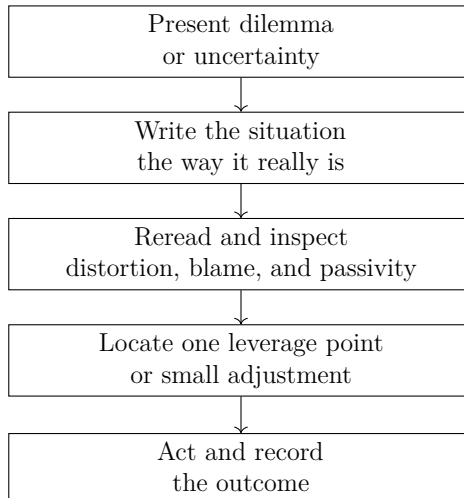 Present dilemma
or uncertainty
Write the situation
the way it really is
Reread and inspect
distortion, blame, and passivity
Locate one leverage point
or small adjustment
Act and record
the outcome